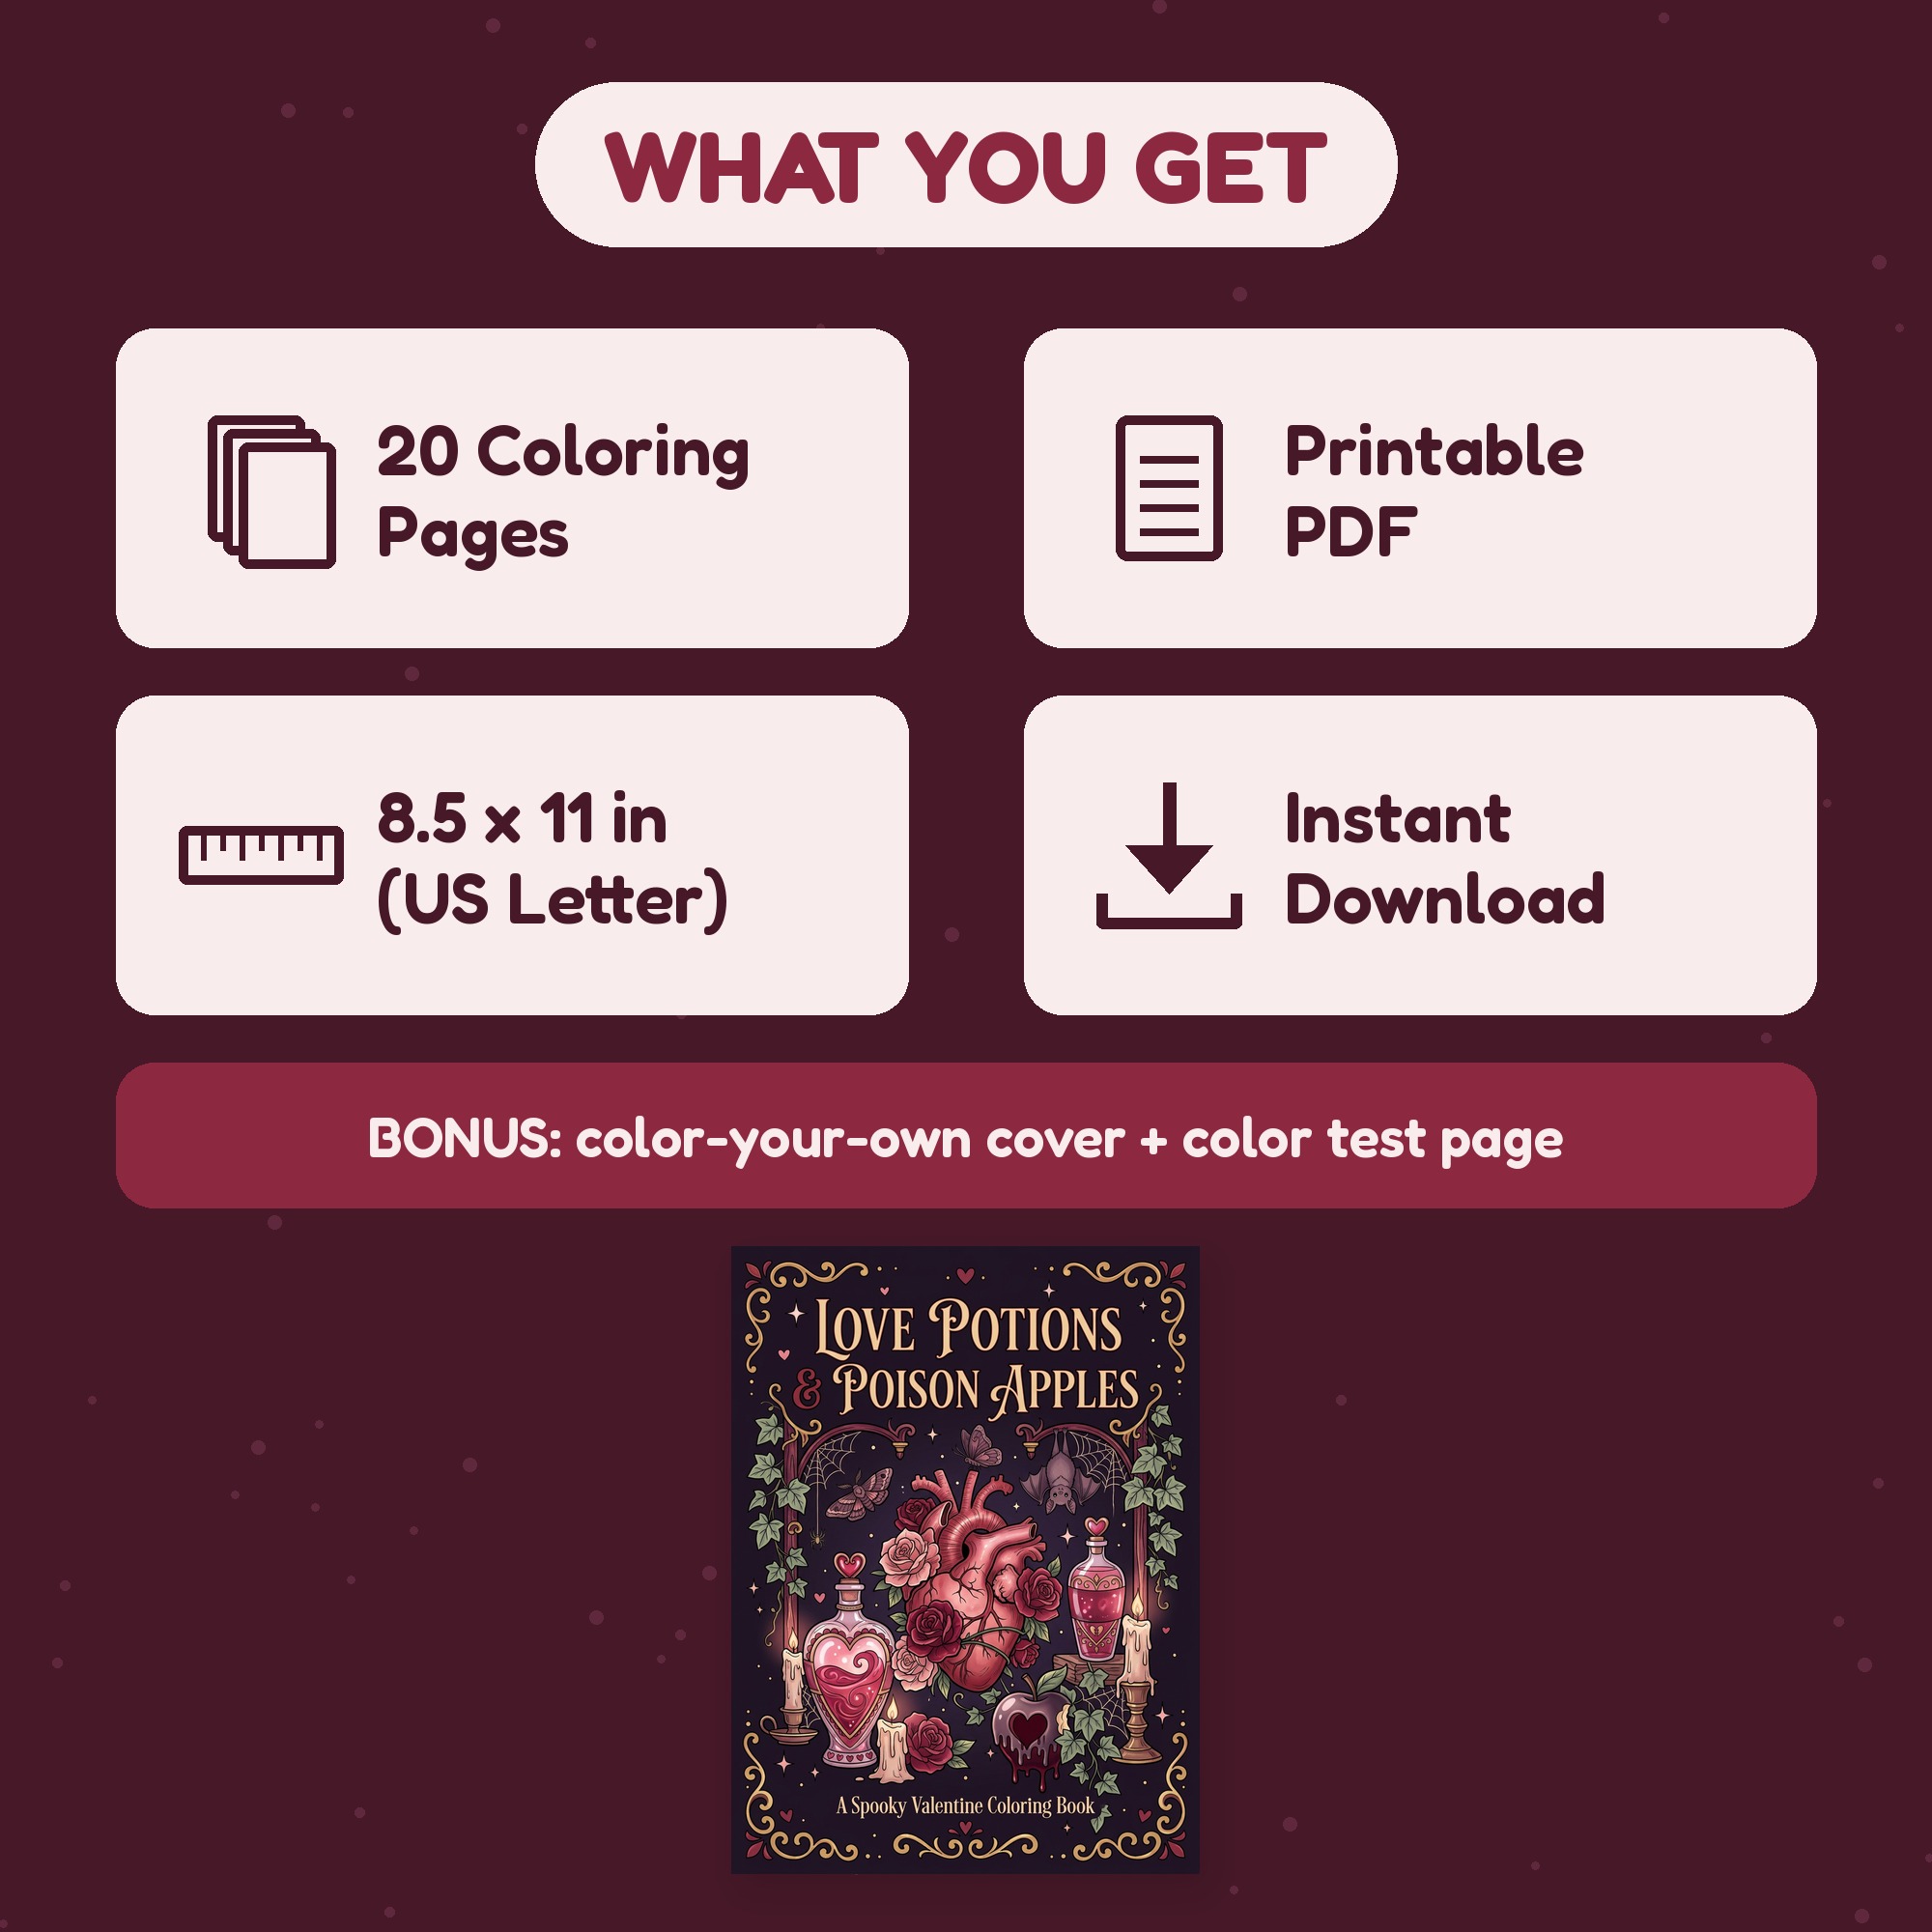 WHAT YOU GET
20 Coloring
Pages
Printable
PDF
8.5 x 11 in
(US Letter)
Instant
Download
BONUS: color-your-own cover + color test page
LOVE POTIONS
& POISON APPLES
A Spooky Valentine Coloring Book